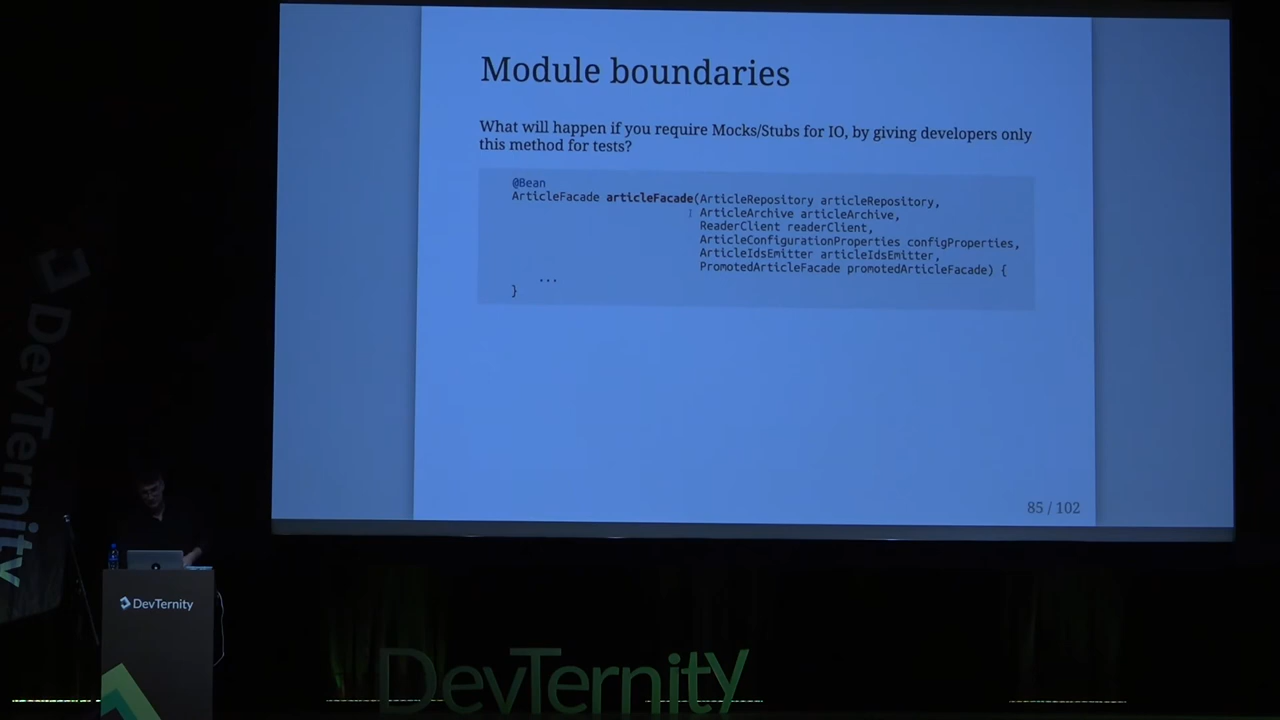 Module boundaries
What will happen if you require Mocks/Stubs for IO, by giving developers only
this method for tests?
@Bean
ArticleFacade articleFacade(ArticleRepository articleRepository,
ArticleArchive articleArchive,
ReaderClient readerClient,
ArticleConfigurationProperties configProperties,
ArticleIdsEmitter articleIdsEmitter,
PromotedArticleFacade promotedArticleFacade) {
...
}
85 / 102
DevTernity
DevTernity
DevTernity